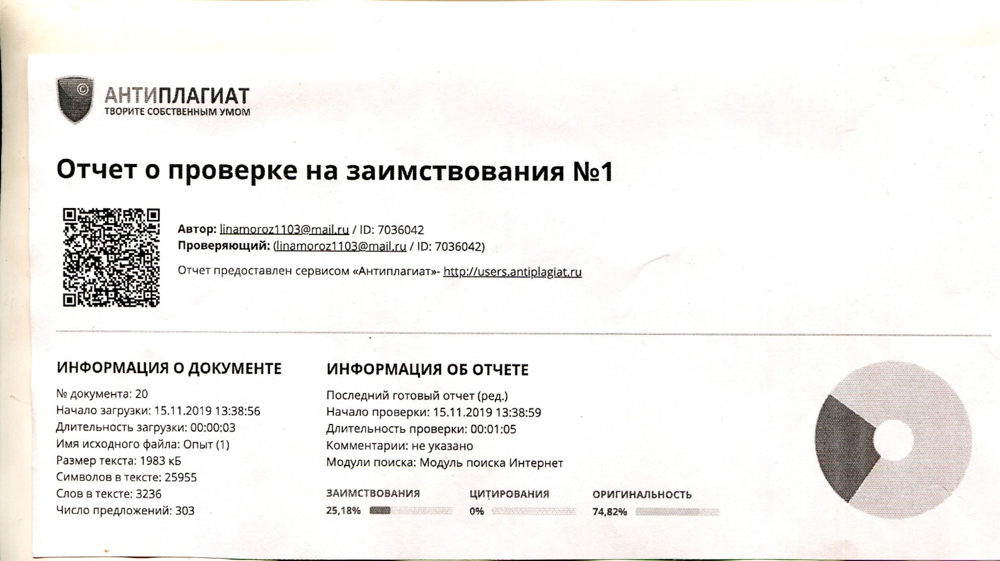 ©
АНТИПЛАГИАТ
ТВОРИТЕ СОБСТВЕННЫМ УМОМ
Отчет о проверке на заимствования №1
Автор: linamoroz1103@mail.ru / ID: 7036042
Проверяющий: (linamoroz1103@mail.ru / ID: 7036042)
Отчет предоставлен сервисом «Антиплагиат»- http://users.antiplagiat.ru
ИНФОРМАЦИЯ О ДОКУМЕНТЕ
№ документа: 20
Начало загрузки: 15.11.2019 13:38:56
Длительность загрузки: 00:00:03
Имя исходного файла: Опыт (1)
Размер текста: 1983 кБ
Cимволов в тексте: 25955
Слов в тексте: 3236
Число предложений: 303
ИНФОРМАЦИЯ ОБ ОТЧЕТЕ
Последний готовый отчет (ред.)
Начало проверки: 15.11.2019 13:38:59
Длительность проверки: 00:01:05
Комментарии: не указано
Модули поиска: Модуль поиска Интернет
ЗАИМСТВОВАНИЯ
25,18%
ЦИТИРОВАНИЯ
0%
ОРИГИНАЛЬНОСТЬ
74,82%